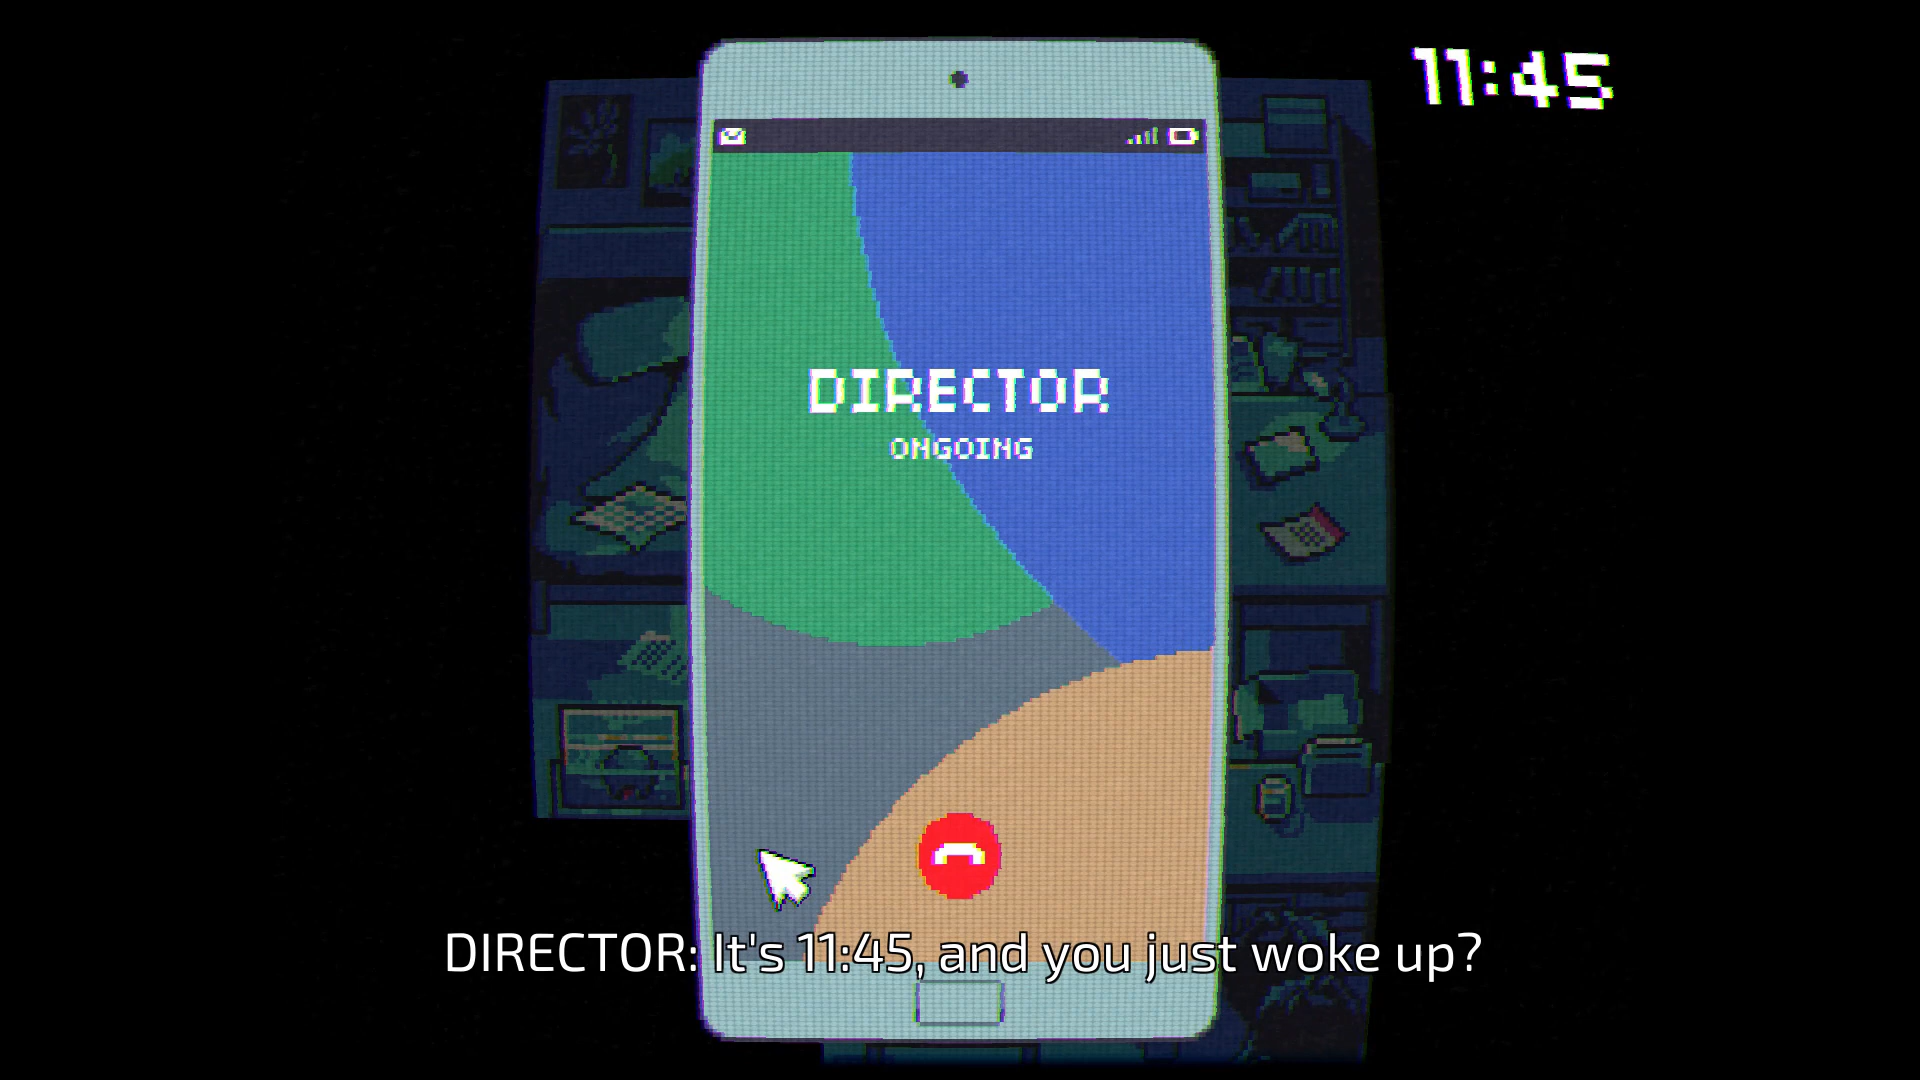 11:45
DIRECTOR
ONGOING
DIRECTOR: It's 11:45, and you just woke up?